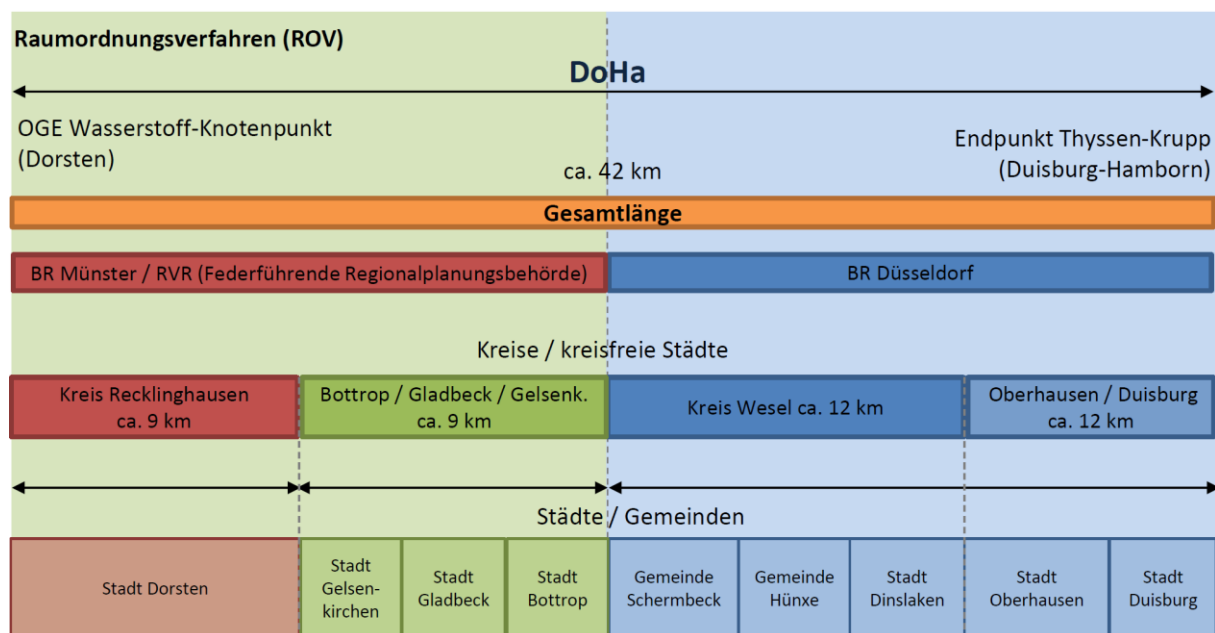 Raumordnungsverfahren (ROV)
DoHa
OGE Wasserstoff-Knotenpunkt
(Dorsten)
Endpunkt Thyssen-Krupp
(Duisburg-Hamborn)
ca. 42 km
Gesamtlänge
BR Münster / RVR (Federführende Regionalplanungsbehörde)
BR Düsseldorf
Kreise / kreisfreie Städte
Kreis Recklinghausen
ca. 9 km
Bottrop / Gladbeck / Gelsenk.
ca. 9 km
Kreis Wesel ca. 12 km
Oberhausen / Duisburg
ca. 12 km
Städte / Gemeinden
Stadt Dorsten
Stadt
Gelsen-
kirchen
Stadt
Gladbeck
Stadt
Bottrop
Gemeinde
Schermbeck
Gemeinde
Hünxe
Stadt
Dinslaken
Stadt
Oberhausen
Stadt
Duisburg